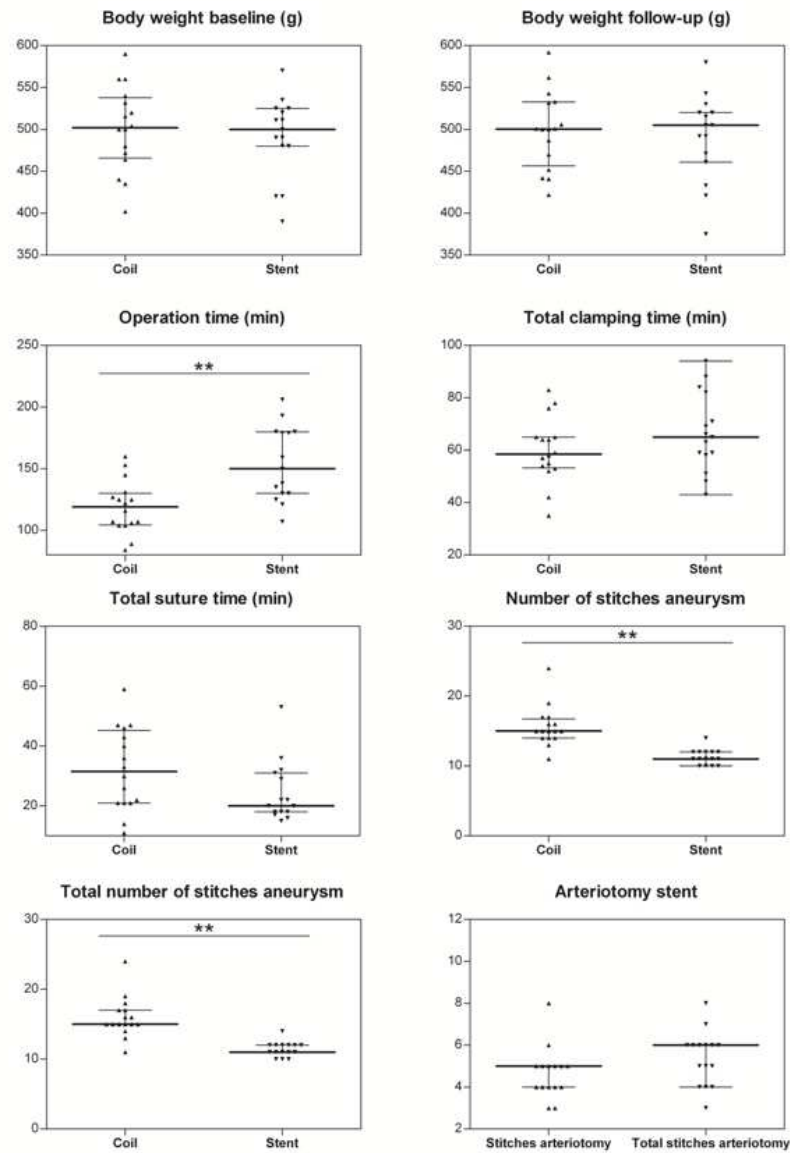 Body weight baseline (g)
600
550
500
450
400
350
Coil
Stent
Body weight follow-up (g)
600
550
500
450
400
350
Coil
Stent
Operation time (min)
250
200
150
100
**
Coil
Stent
Total clamping time (min)
100
80
60
40
20
Coil
Stent
Total suture time (min)
80
60
40
20
Coil
Stent
Number of stitches aneurysm
30
20
10
0
**
Coil
Stent
Total number of stitches aneurysm
30
20
10
0
**
Coil
Stent
Arteriotomy stent
12
10
8
6
4
2
Stitches arteriotomy
Total stitches arteriotomy